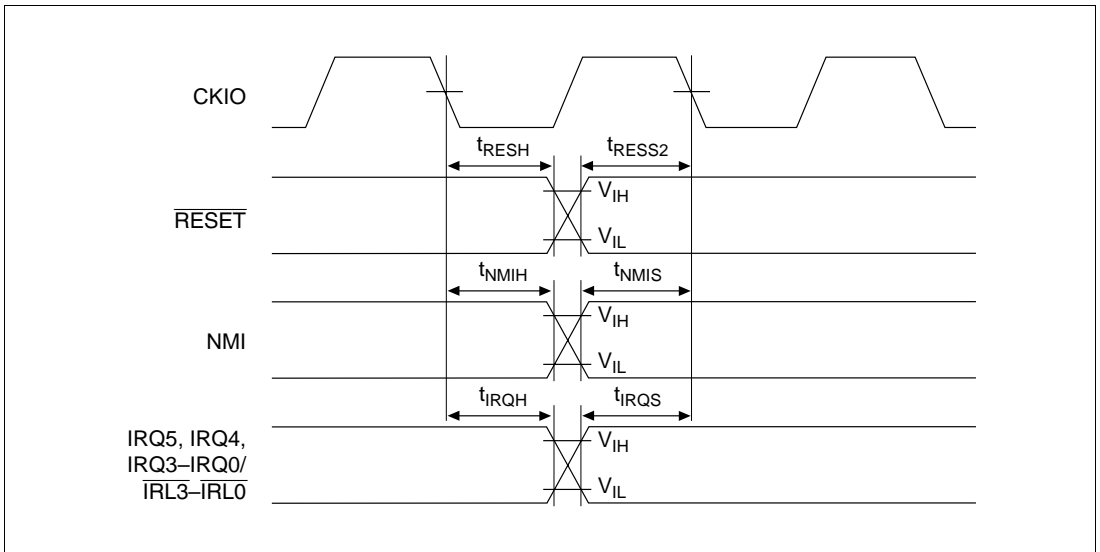 CKIO
tRESH
tRESS2
RESET
VIH
VIL
tNMIH
tNMIS
NMI
VIH
VIL
tIRQH
tIRQS
IRQ5, IRQ4,
IRQ3–IRQ0/
IRL3–IRL0
VIH
VIL